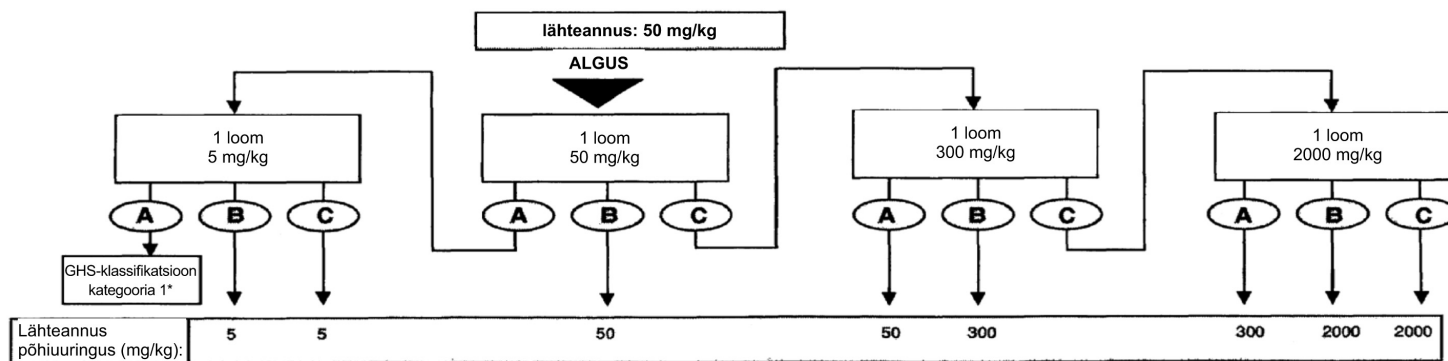 lähteannus: 50 mg/kg
ALGUS
1 loom
5 mg/kg
1 loom
50 mg/kg
1 loom
300 mg/kg
1 loom
2000 mg/kg
A B C A B C A B C A B C
GHS-klassifikatsioon
kategooria 1*
Lähteannus
põhiuuringus (mg/kg):
5 5 50 50 300 300 2000 2000